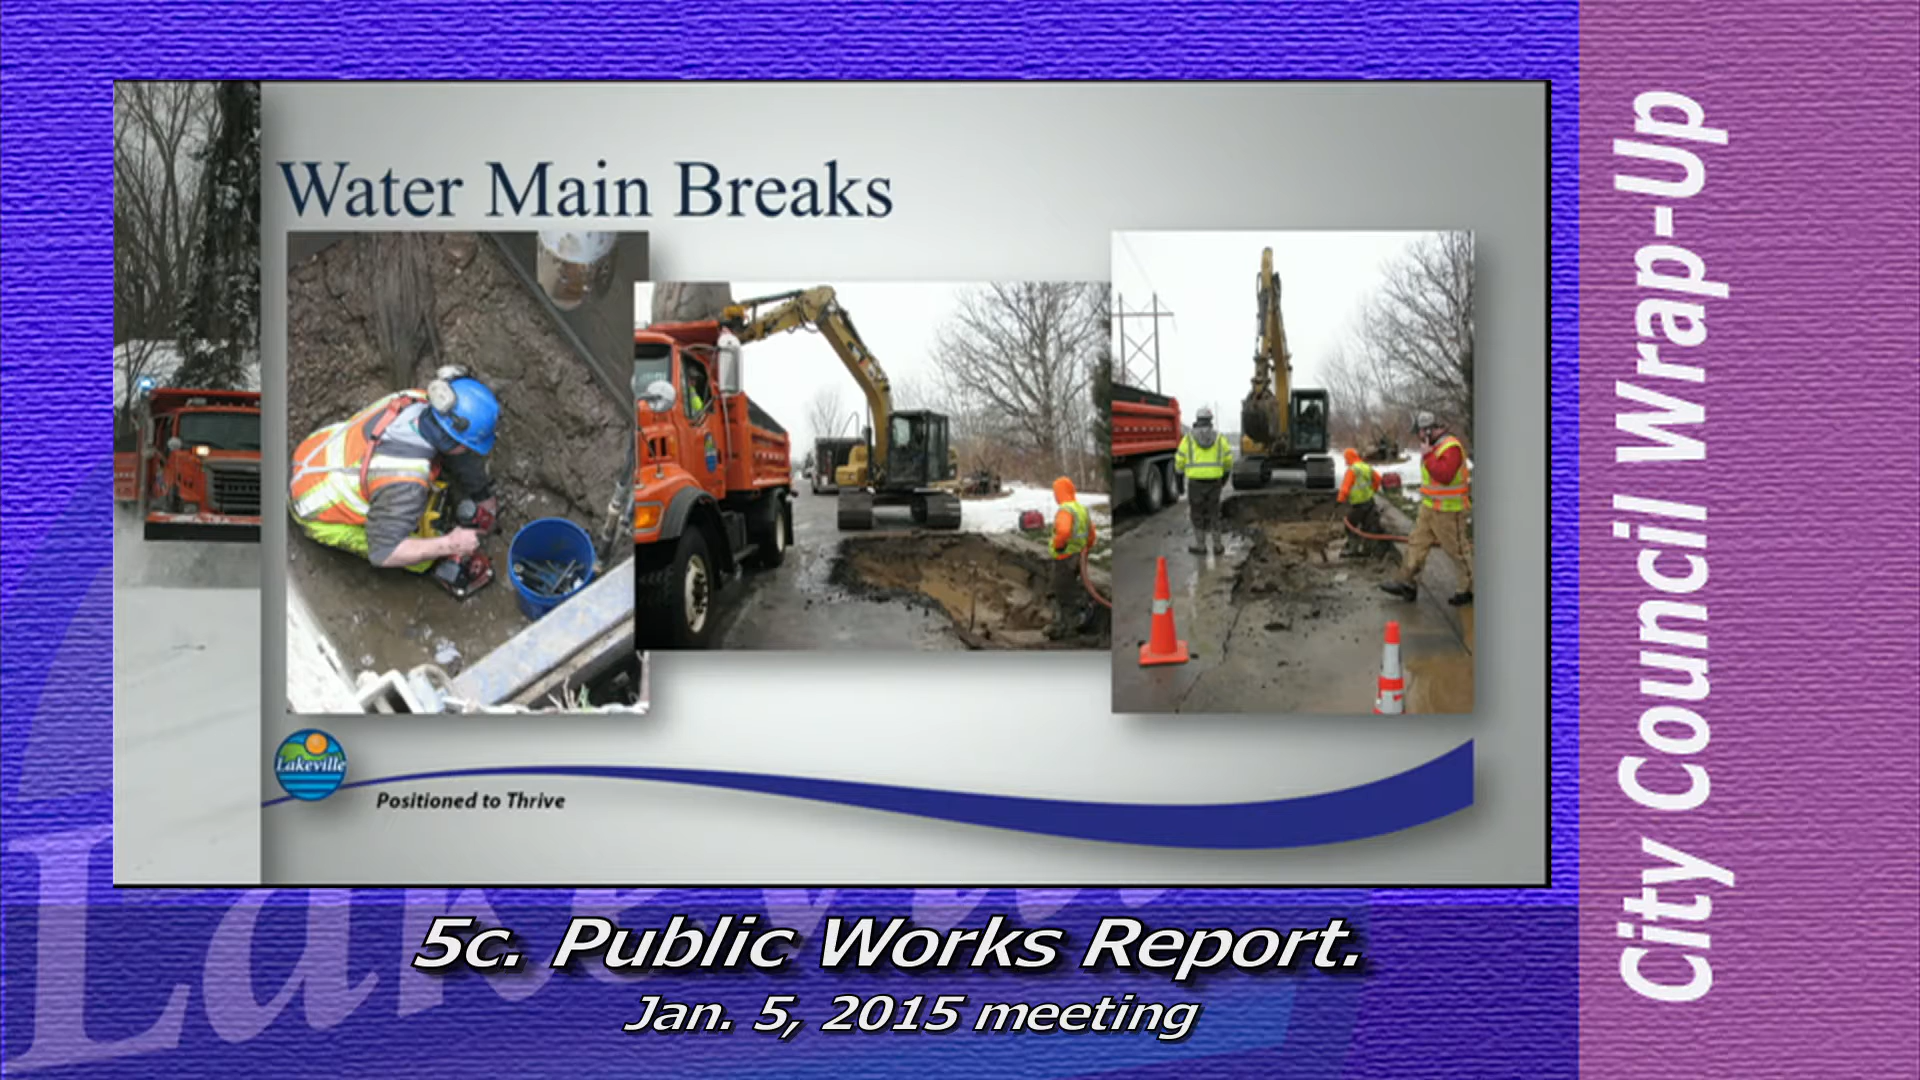 Water Main Breaks
Lakeville
Positioned to Thrive
5c. Public Works Report.
Jan. 5, 2015 meeting
City Council Wrap-Up